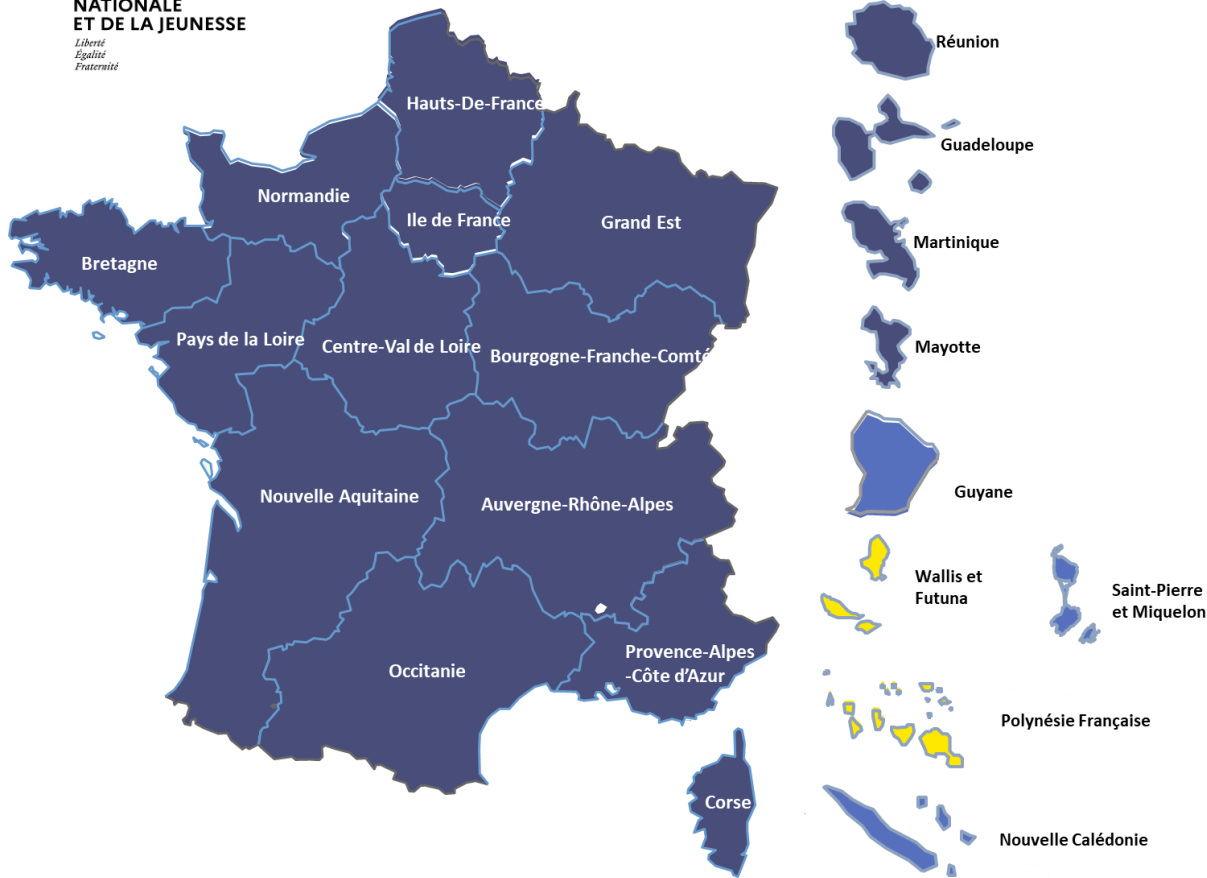 NATIONALE
ET DE LA JEUNESSE
Liberté
Égalité
Fraternité
Réunion
Hauts-De-France
Guadeloupe
Normandie
Ile de France
Grand Est
Martinique
Bretagne
Pays de la Loire
Centre-Val de Loire
Bourgogne-Franche-Comté
Mayotte
Guyane
Nouvelle Aquitaine
Auvergne-Rhône-Alpes
Wallis et
Futuna
Saint-Pierre
et Miquelon
Occitanie
Provence-Alpes
-Côte d'Azur
Polynésie Française
Corse
Nouvelle Calédonie